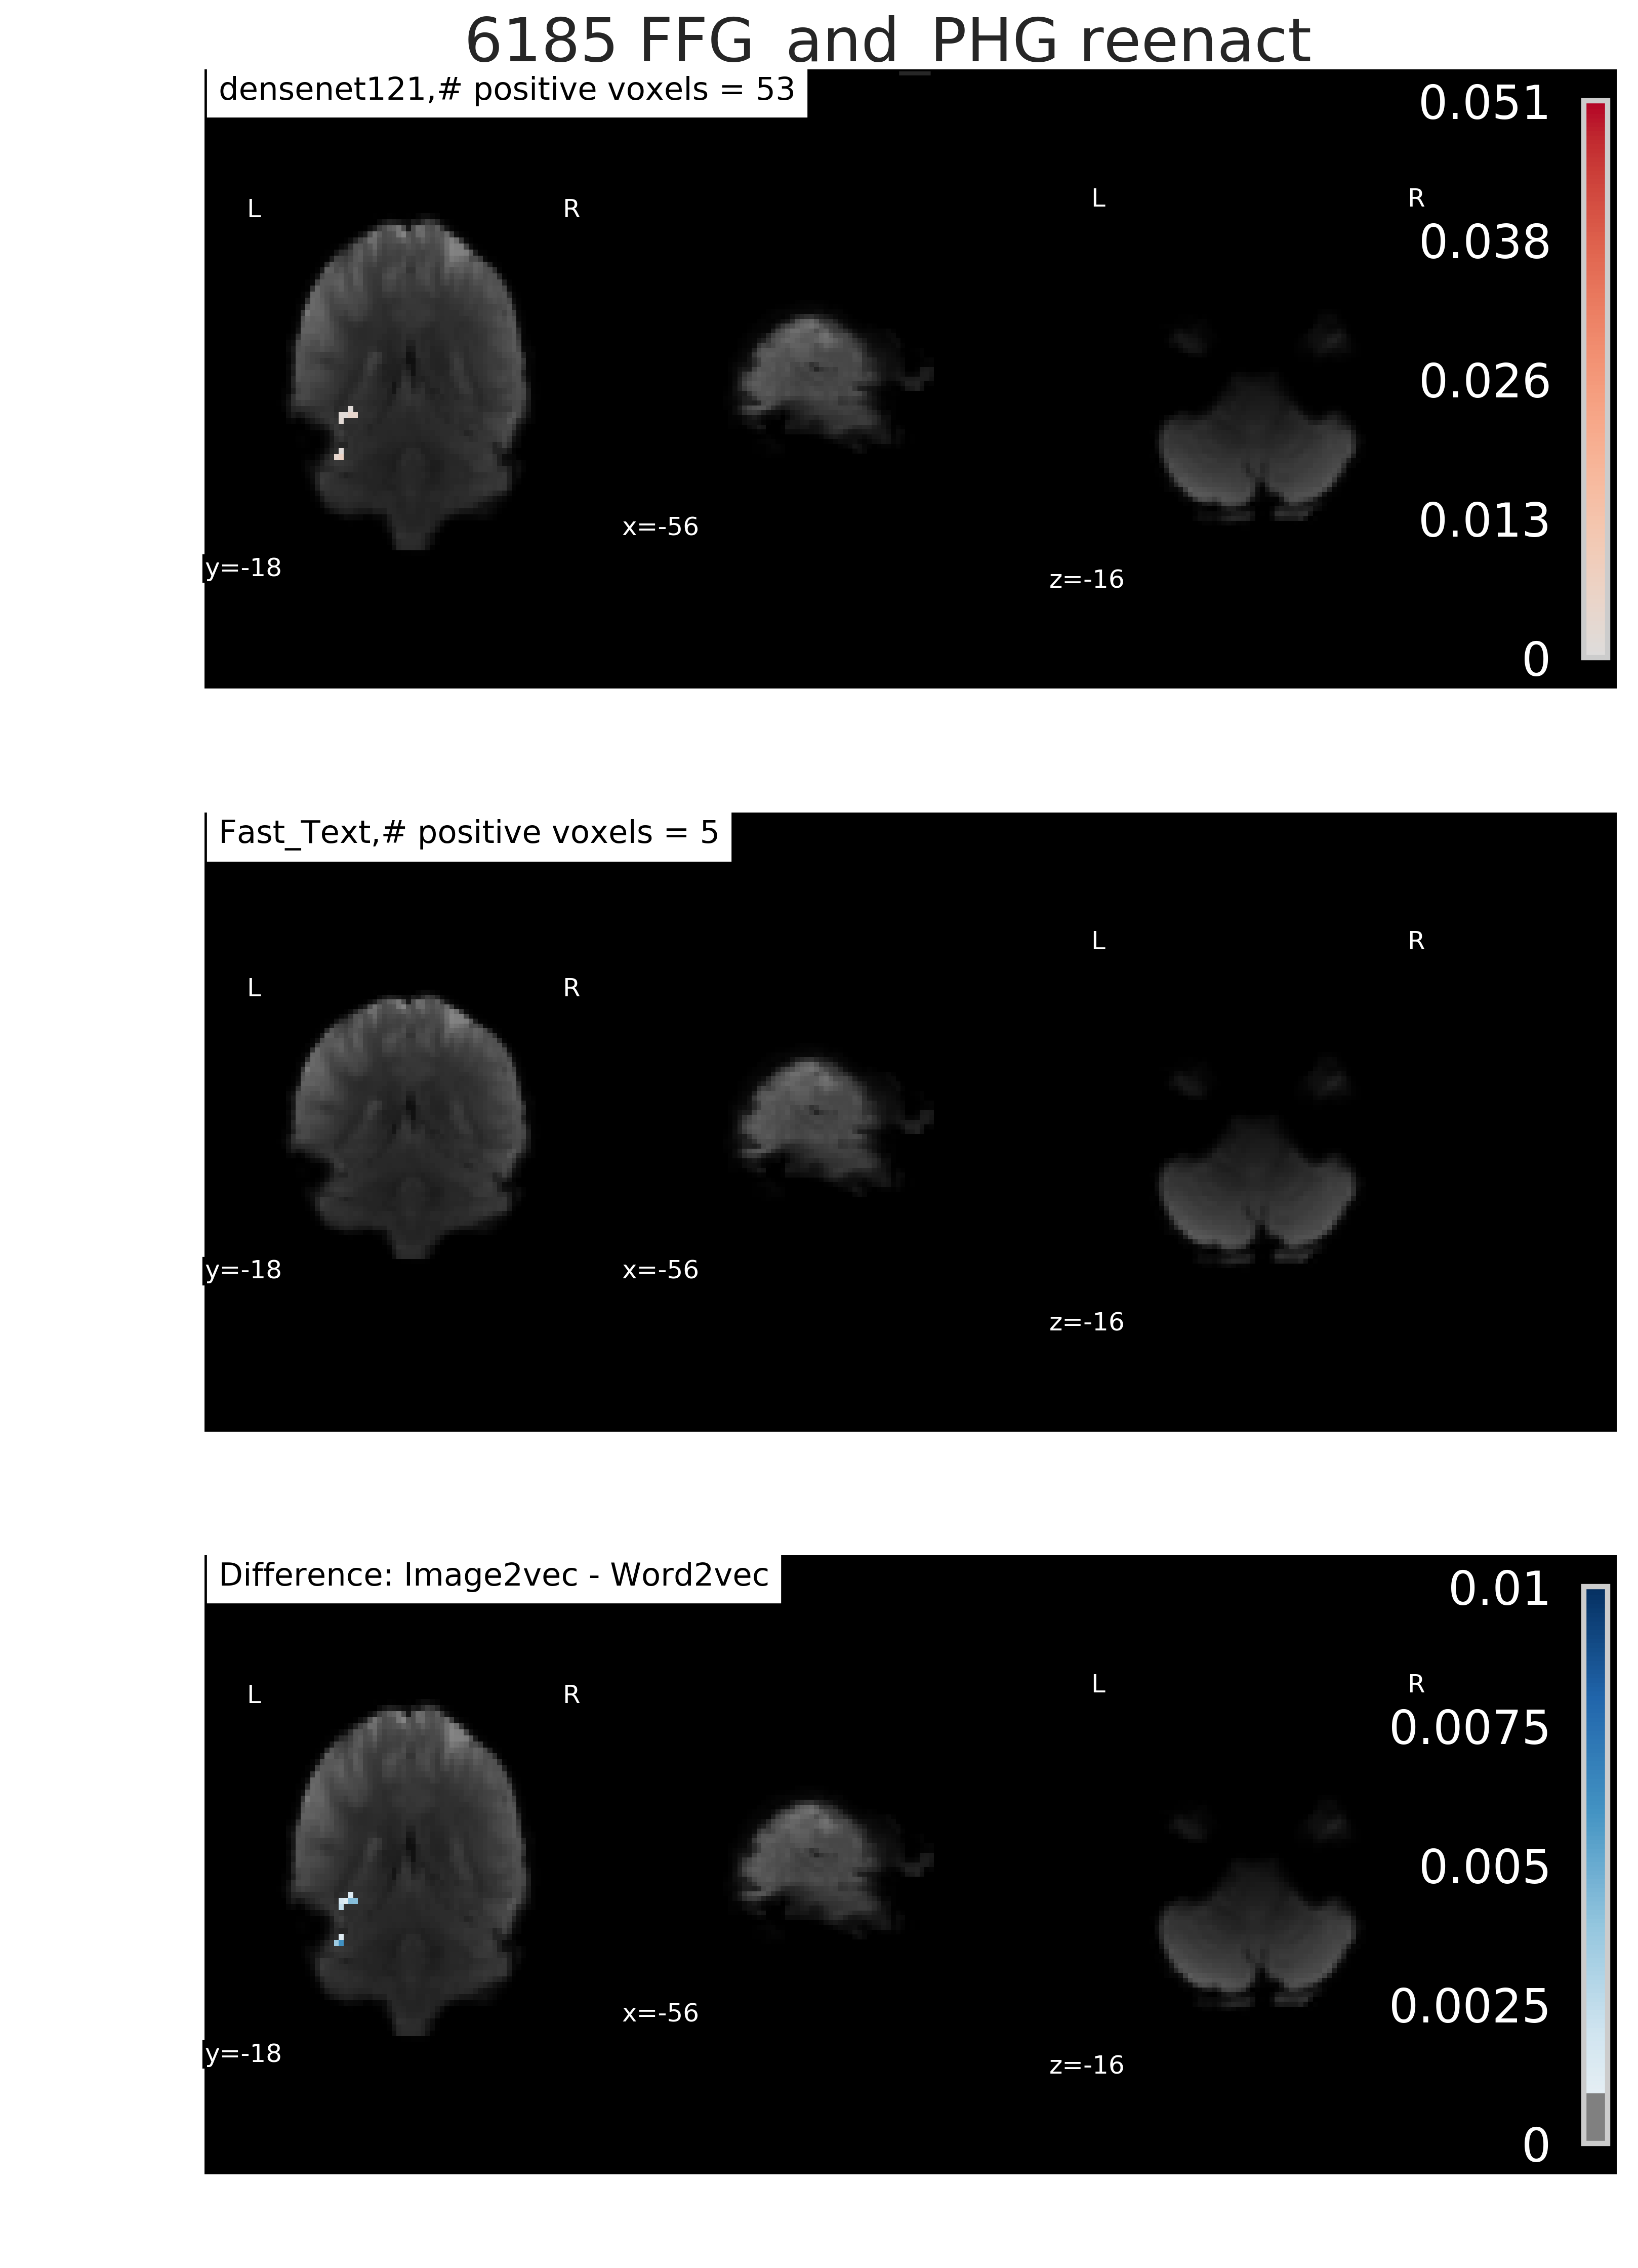 6185 FFG_and_PHG reenact
densenet121,# positive voxels = 53
0.051
L R L R
0.038
0.026
0.013
x=-56
y=-18
z=-16
0
Fast_Text,# positive voxels = 5
L R
L R
y=-18 x=-56
z=-16
Difference: Image2vec - Word2vec
0.01
L R L R
0.0075
0.005
0.0025
x=-56
y=-18
z=-16
0